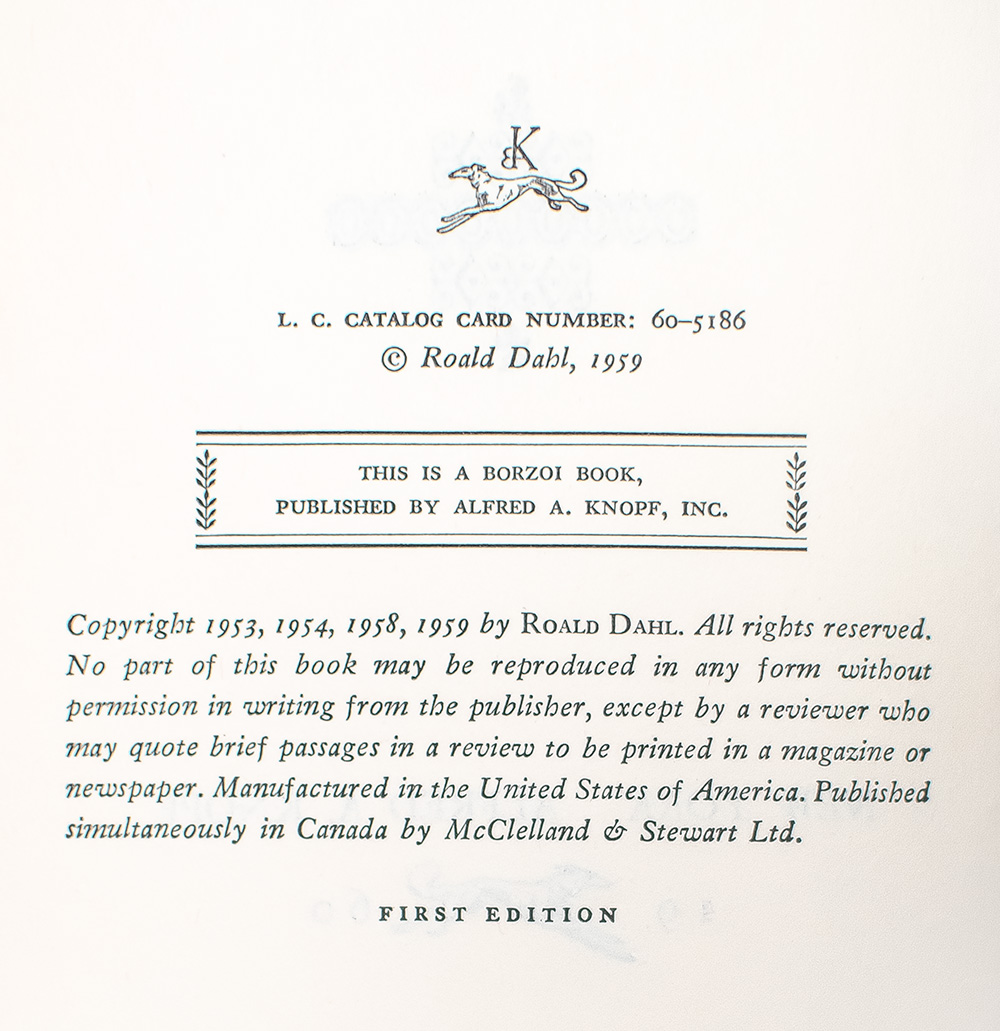 BK
L. C. CATALOG CARD NUMBER: 60–5186
© Roald Dahl, 1959
THIS IS A BORZOI BOOK,
PUBLISHED BY ALFRED A. KNOPF, INC.
Copyright 1953, 1954, 1958, 1959 by ROALD DAHL. All rights reserved.
No part of this book may be reproduced in any form without
permission in writing from the publisher, except by a reviewer who
may quote brief passages in a review to be printed in a magazine or
newspaper. Manufactured in the United States of America. Published
simultaneously in Canada by McClelland & Stewart Ltd.
FIRST EDITION